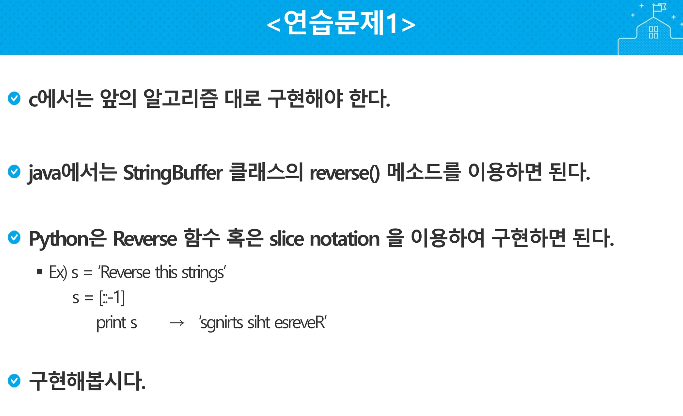 <연습문제1>
c에서는 앞의 알고리즘 대로 구현해야 한다.
java에서는 StringBuffer 클래스의 reverse() 메소드를 이용하면 된다.
Python은 Reverse 함수 혹은 slice notation 을 이용하여 구현하면 된다.
▪ Ex) s = ‘Reverse this strings’
s = [::-1]
print s → ‘sgnirts siht esreveR’
구현해봅시다.